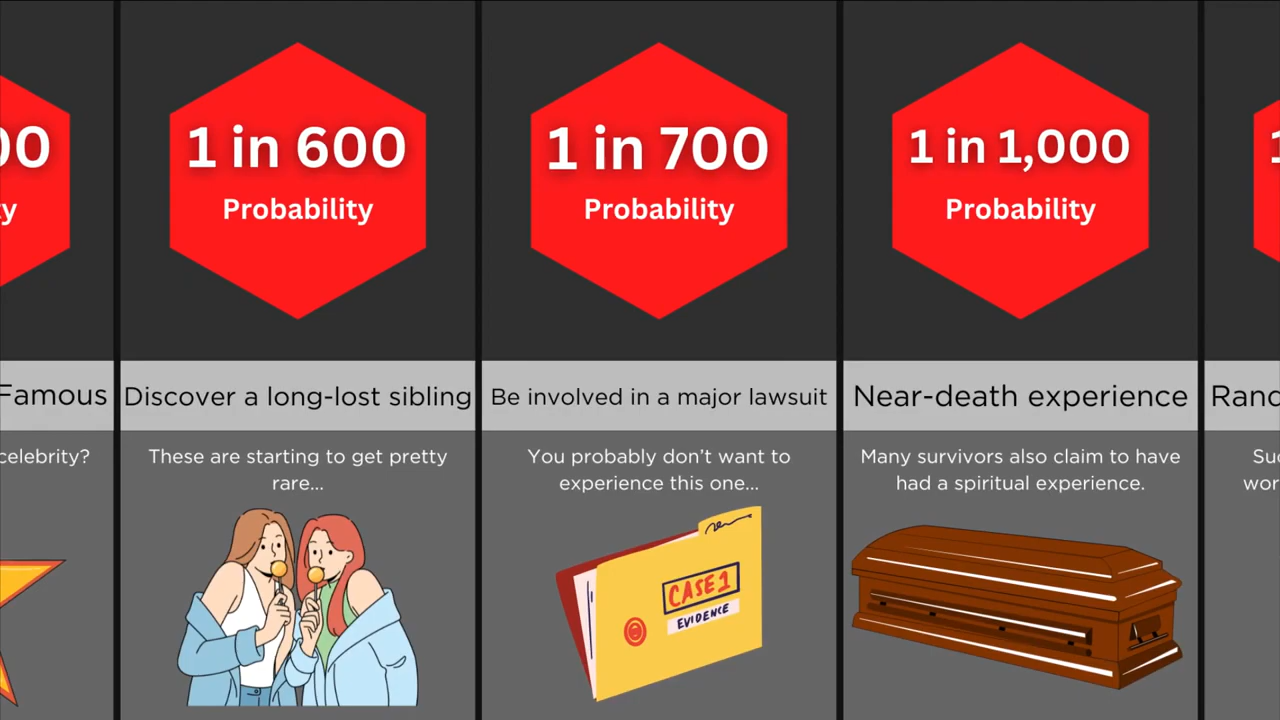 1 in 600
Probability
Discover a long-lost sibling
These are starting to get pretty
rare...
1 in 700
Probability
Be involved in a major lawsuit
You probably don't want to
experience this one...
CASE 1
EVIDENCE
1 in 1,000
Probability
Near-death experience
Many survivors also claim to have
had a spiritual experience.
Famous
celebrity?